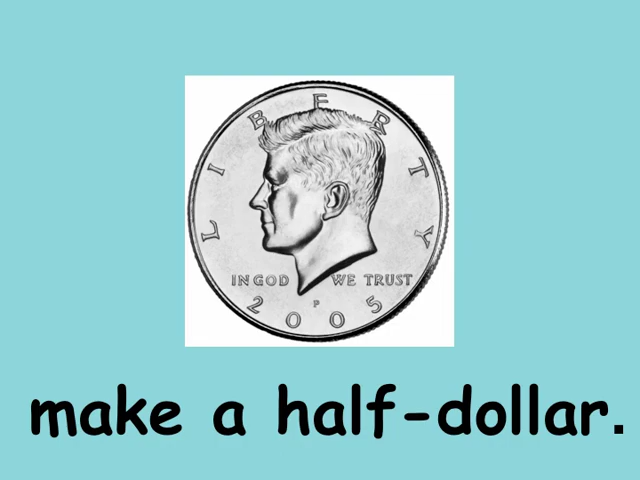 LIBERTY
IN GOD WE TRUST
P
2005
make a half-dollar.